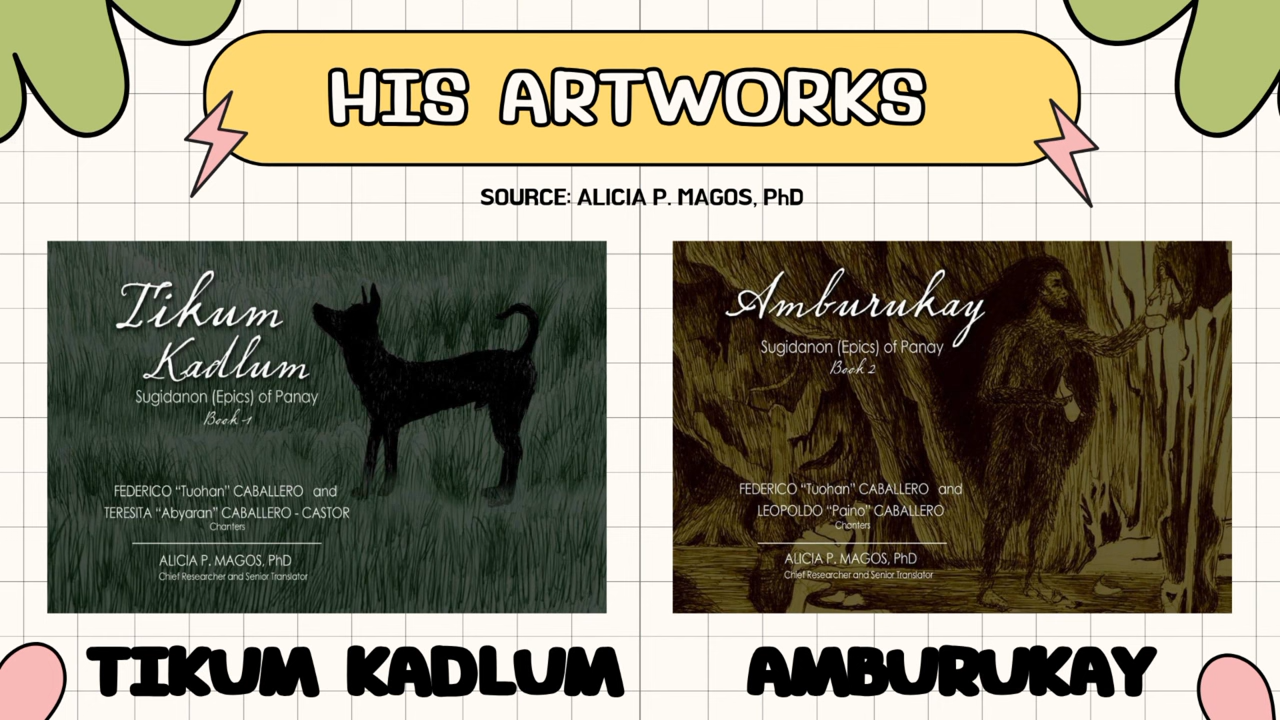 HIS ARTWORKS
SOURCE: ALICIA P. MAGOS, PhD
Tikum
Kadlum
Sugidanon (Epics) of Panay
Book -1
FEDERICO “Tuohan” CABALLERO and
TERESITA “Abyaran” CABALLERO - CASTOR
Chanters
ALICIA P. MAGOS, PhD
Chief Researcher and Senior Translator
TIKUM KADLUM
Amburukay
Sugidanon (Epics) of Panay
Book 2
FEDERICO “Tuohan” CABALLERO and
LEOPOLDO “Paino” CABALLERO
Chanters
ALICIA P. MAGOS, PhD
Chief Researcher and Senior Translator
AMBURUKAY